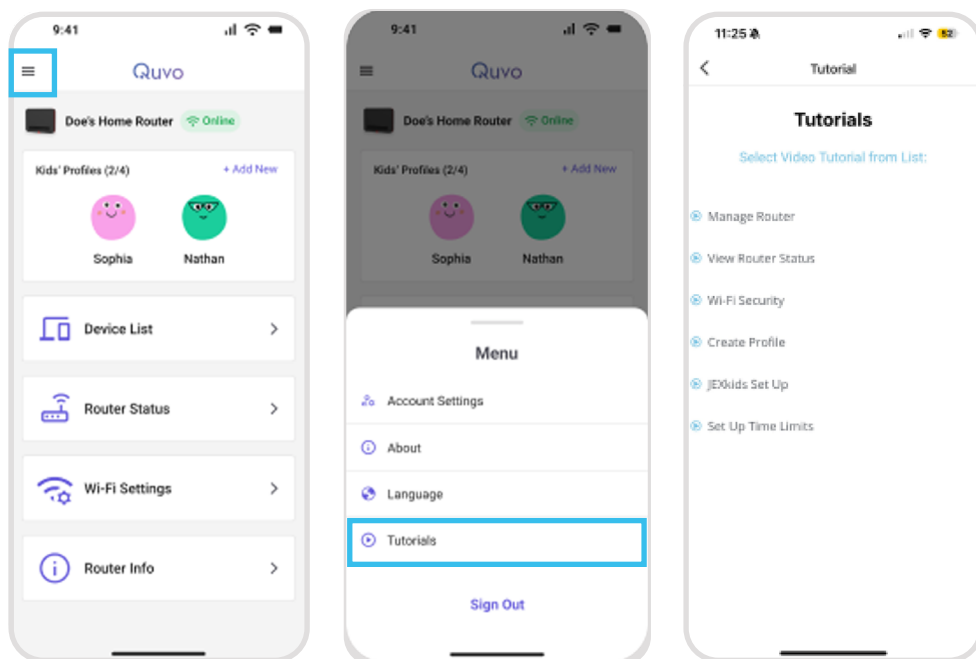 9:41
Quvo
Doe's Home Router Online
Kids' Profiles (2/4) + Add New
Sophia Nathan
Device List
Router Status
Wi-Fi Settings
Router Info
9:41
Quvo
Doe's Home Router Online
Kids' Profiles (2/4) + Add New
Sophia Nathan
Menu
Account Settings
About
Language
Tutorials
Sign Out
11:25 52
Tutorial
Tutorials
Select Video Tutorial from List:
Manage Router
View Router Status
Wi-Fi Security
Create Profile
JEXkids Set Up
Set Up Time Limits